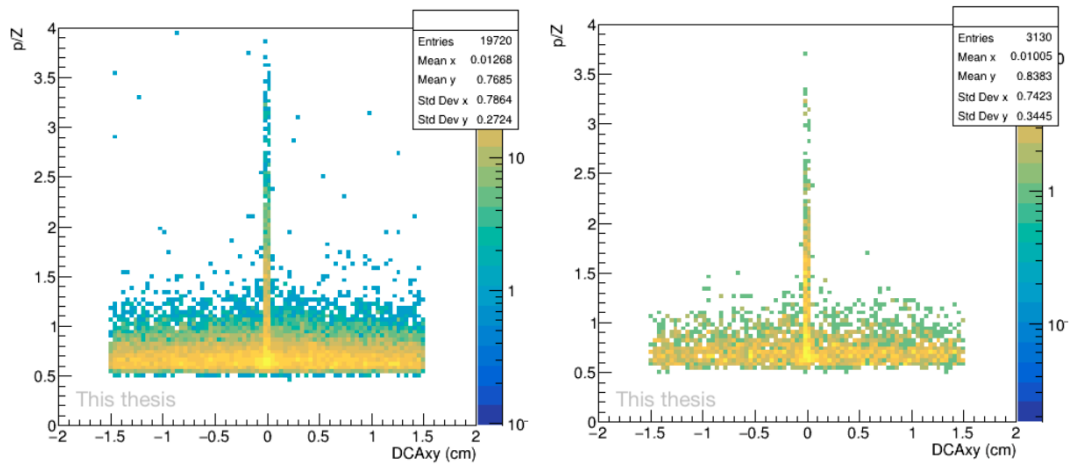 p/Z
4
3.5
3
2.5
2
1.5
1
0.5
0
−2 −1.5 −1 −0.5 0 0.5 1 1.5 2
DCAxy (cm)
Entries 19720
Mean x 0.01268
Mean y 0.7685
Std Dev x 0.7864
Std Dev y 0.2724
10
1
10⁻
This thesis
p/Z
4
3.5
3
2.5
2
1.5
1
0.5
0
−2 −1.5 −1 −0.5 0 0.5 1 1.5 2
DCAxy (cm)
Entries 3130
Mean x 0.01005
Mean y 0.8383
Std Dev x 0.7423
Std Dev y 0.3445
1
10⁻
This thesis